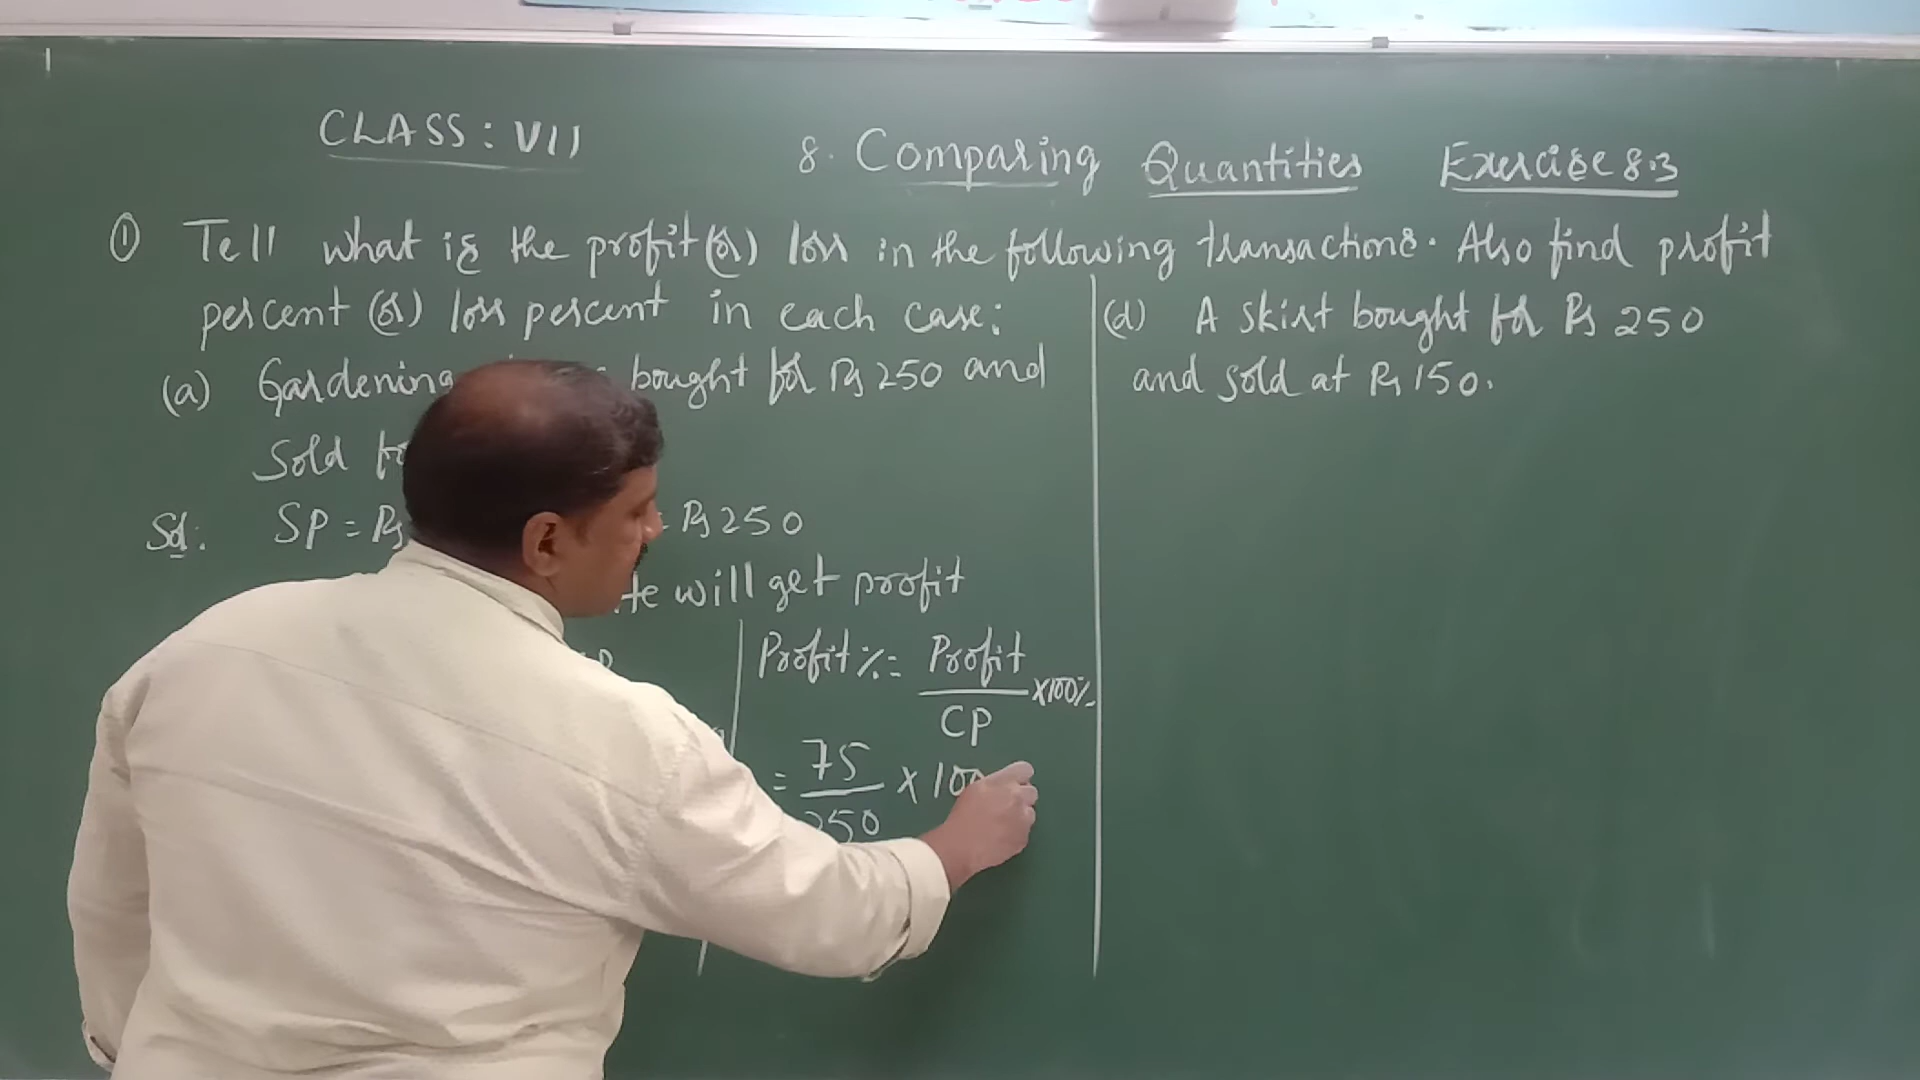 CLASS: VII
8. Comparing Quantities Exercise 8.3
① Tell what is the profit (or) loss in the following transactions. Also find profit
percent (or) loss percent in each case:
(a) Gardening bought for Rs 250 and
Sold
Sol: SP = Rs = Rs 250
will get profit
Profit % = Profit / CP × 100%
= 75 / 250 × 100
(d) A skirt bought for Rs 250
and sold at Rs 150.